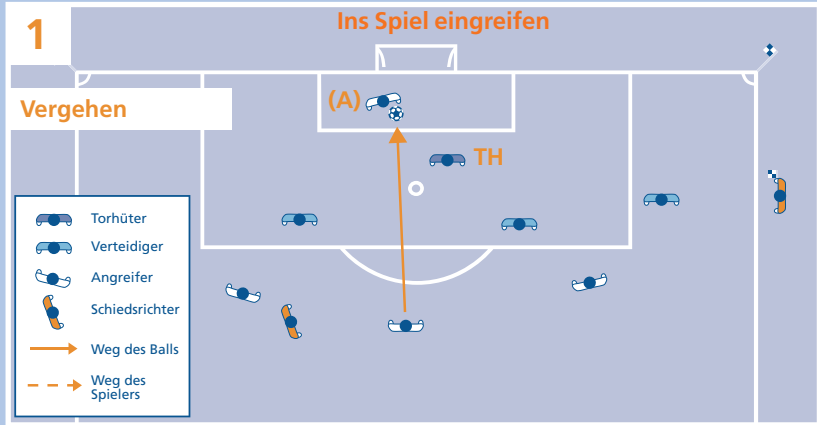 1
Ins Spiel eingreifen
(A)
Vergehen
TH
Torhüter
Verteidiger
Angreifer
Schiedsrichter
Weg des Balls
Weg des
Spielers